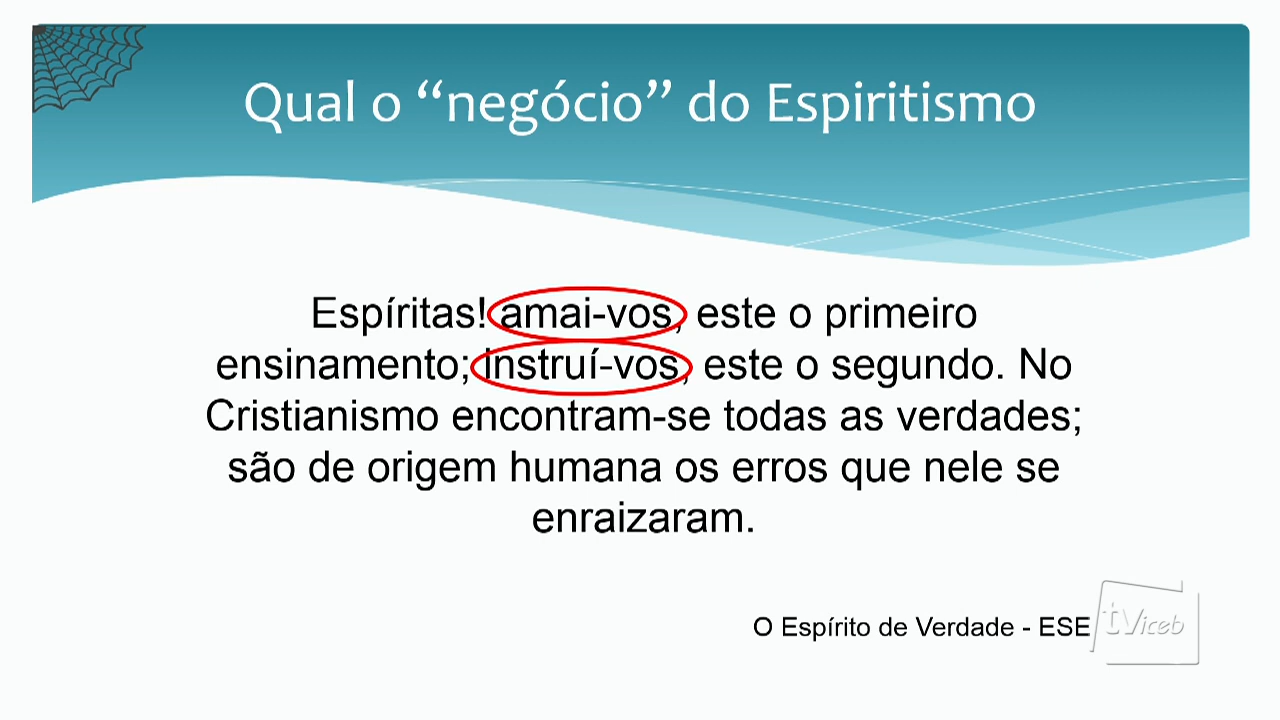 Qual o “negócio” do Espiritismo
Espíritas! amai-vos, este o primeiro
ensinamento; instruí-vos, este o segundo. No
Cristianismo encontram-se todas as verdades;
são de origem humana os erros que nele se
enraizaram.
O Espírito de Verdade - ESE
tviceb